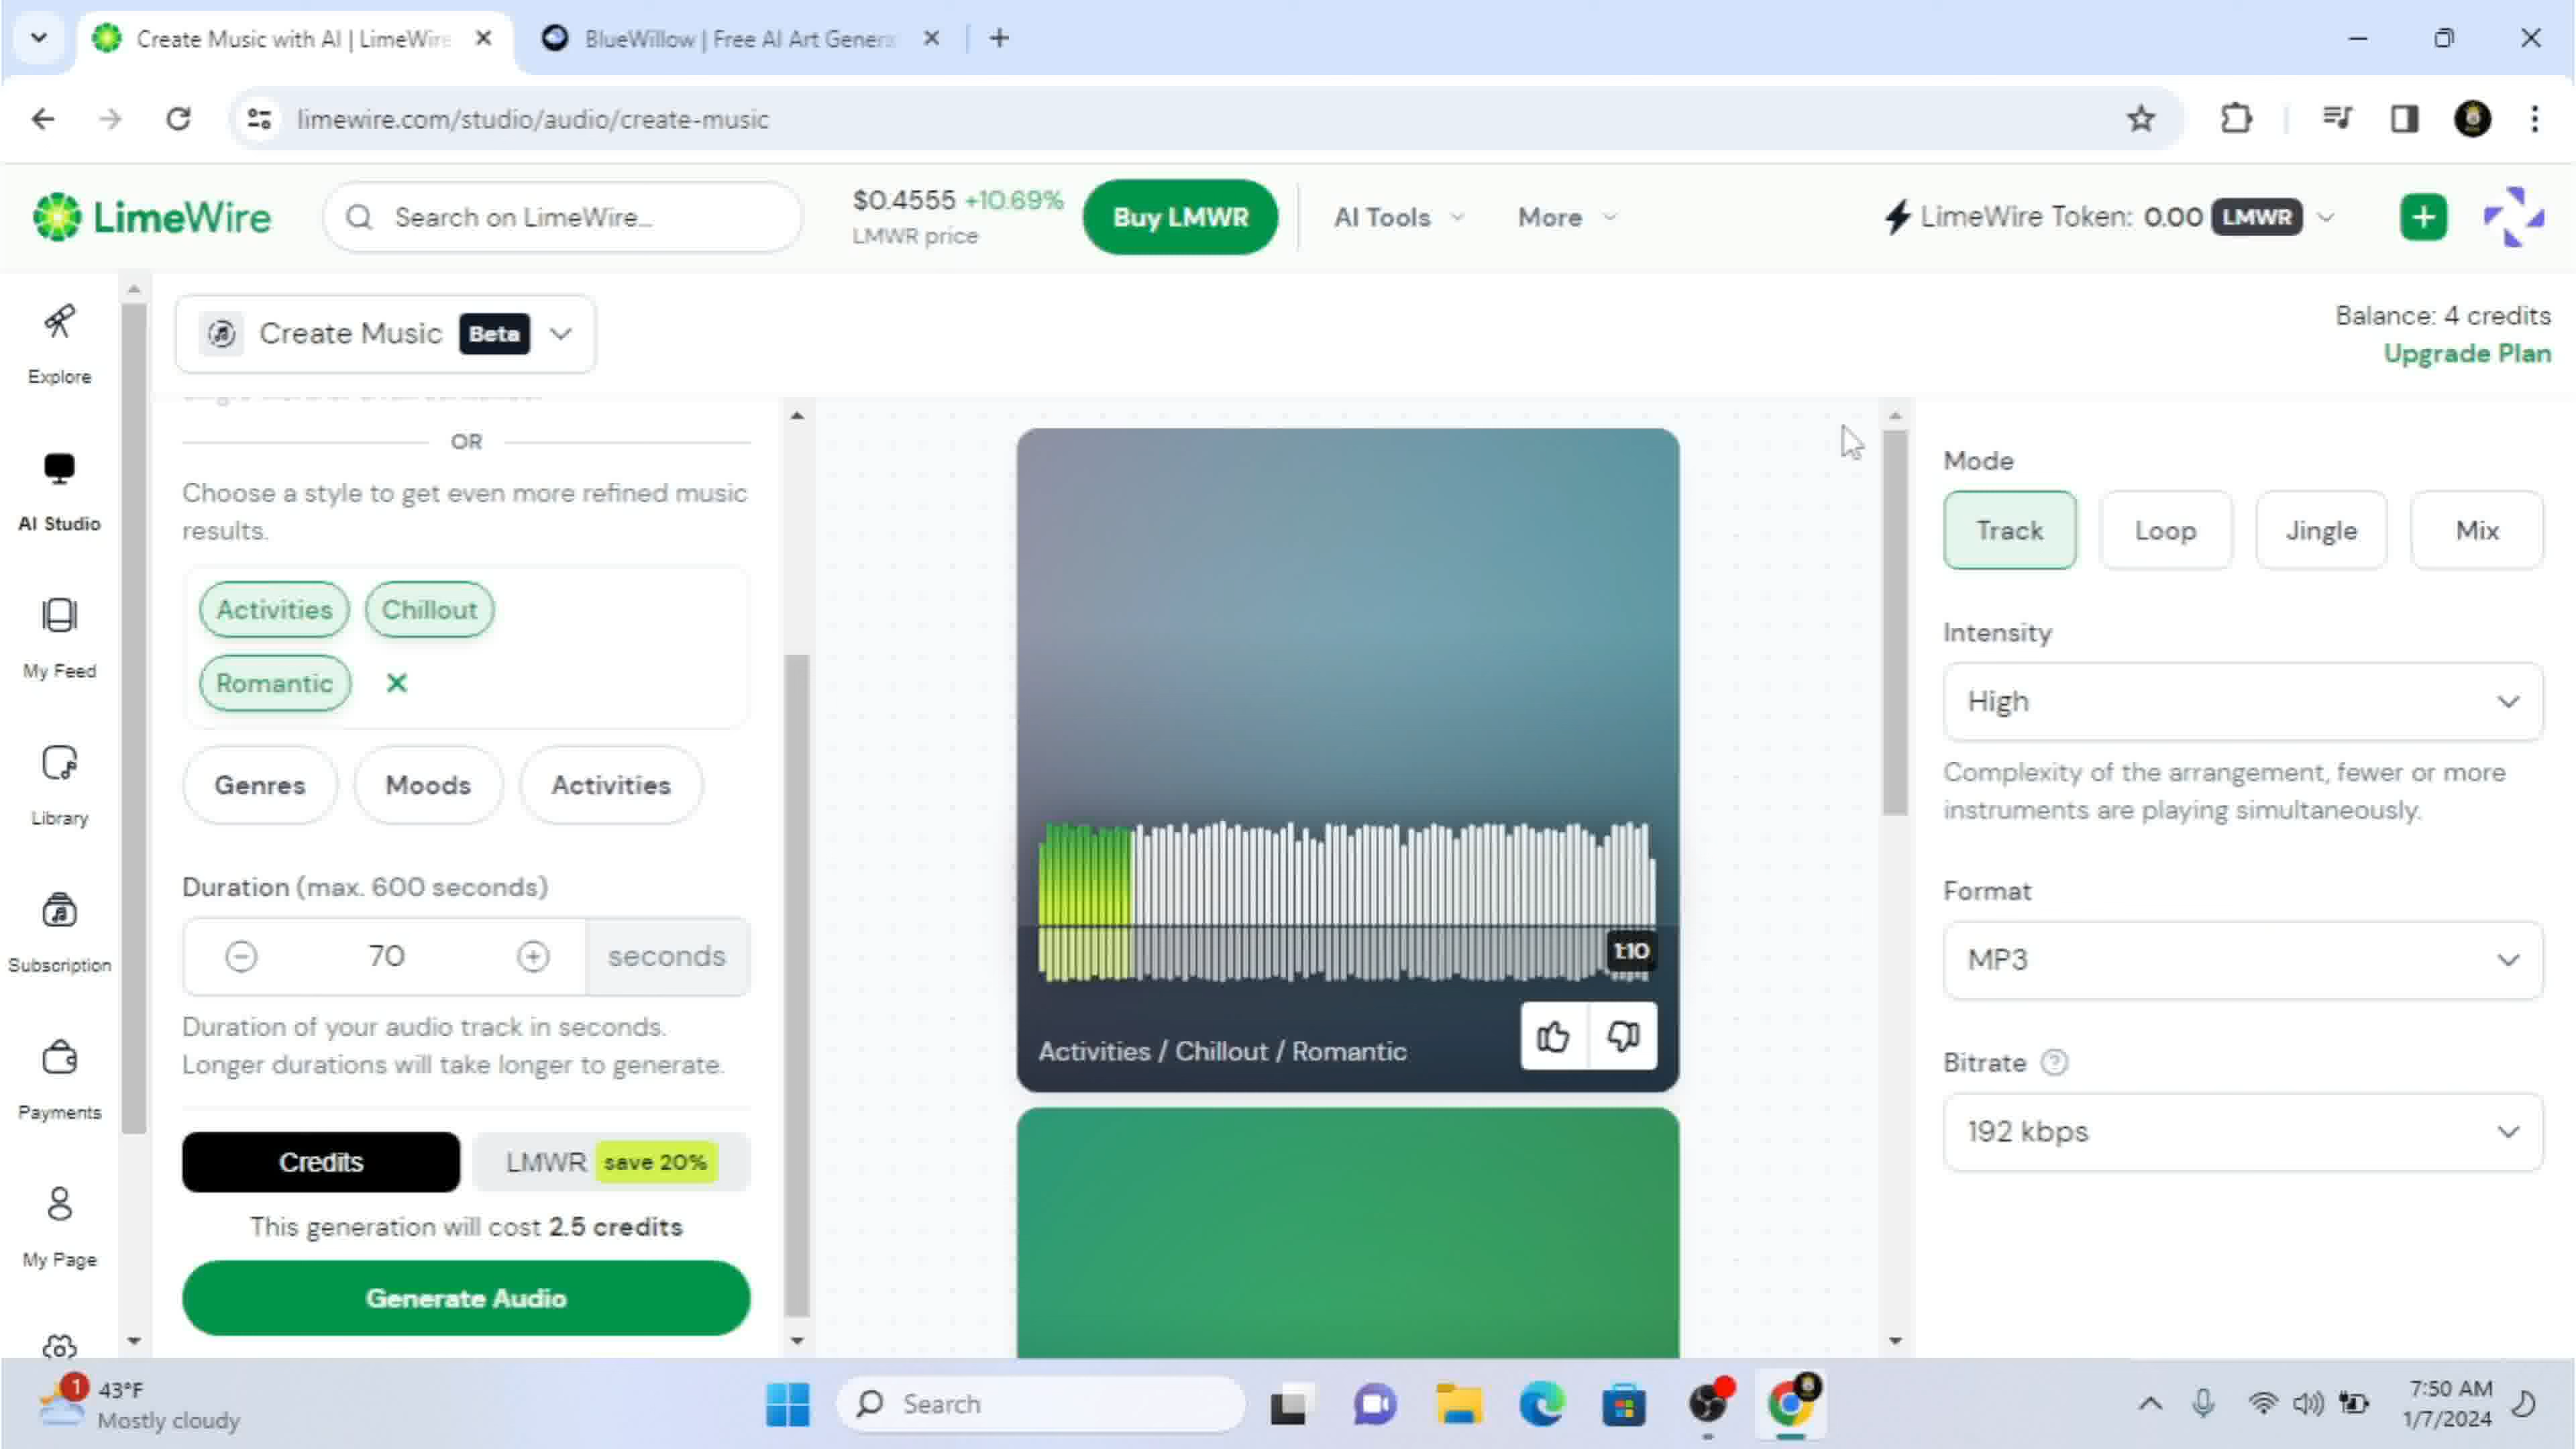 Create Music with AI | LimeWire
BlueWillow | Free AI Art Genera
limewire.com/studio/audio/create-music
LimeWire
Search on LimeWire...
$0.4555 +10.69%
LMWR price
Buy LMWR
AI Tools
More
LimeWire Token: 0.00 LMWR
Create Music Beta
Balance: 4 credits
Upgrade Plan
Explore
AI Studio
My Feed
Library
Subscription
Payments
My Page
OR
Choose a style to get even more refined music
results.
Activities
Chillout
Romantic
Genres
Moods
Activities
Duration (max. 600 seconds)
70
seconds
Duration of your audio track in seconds.
Longer durations will take longer to generate.
Credits
LMWR save 20%
This generation will cost 2.5 credits
Generate Audio
1:10
Activities / Chillout / Romantic
Mode
Track
Loop
Jingle
Mix
Intensity
High
Complexity of the arrangement, fewer or more
instruments are playing simultaneously.
Format
MP3
Bitrate
192 kbps
1
43°F
Mostly cloudy
Search
7:50 AM
1/7/2024